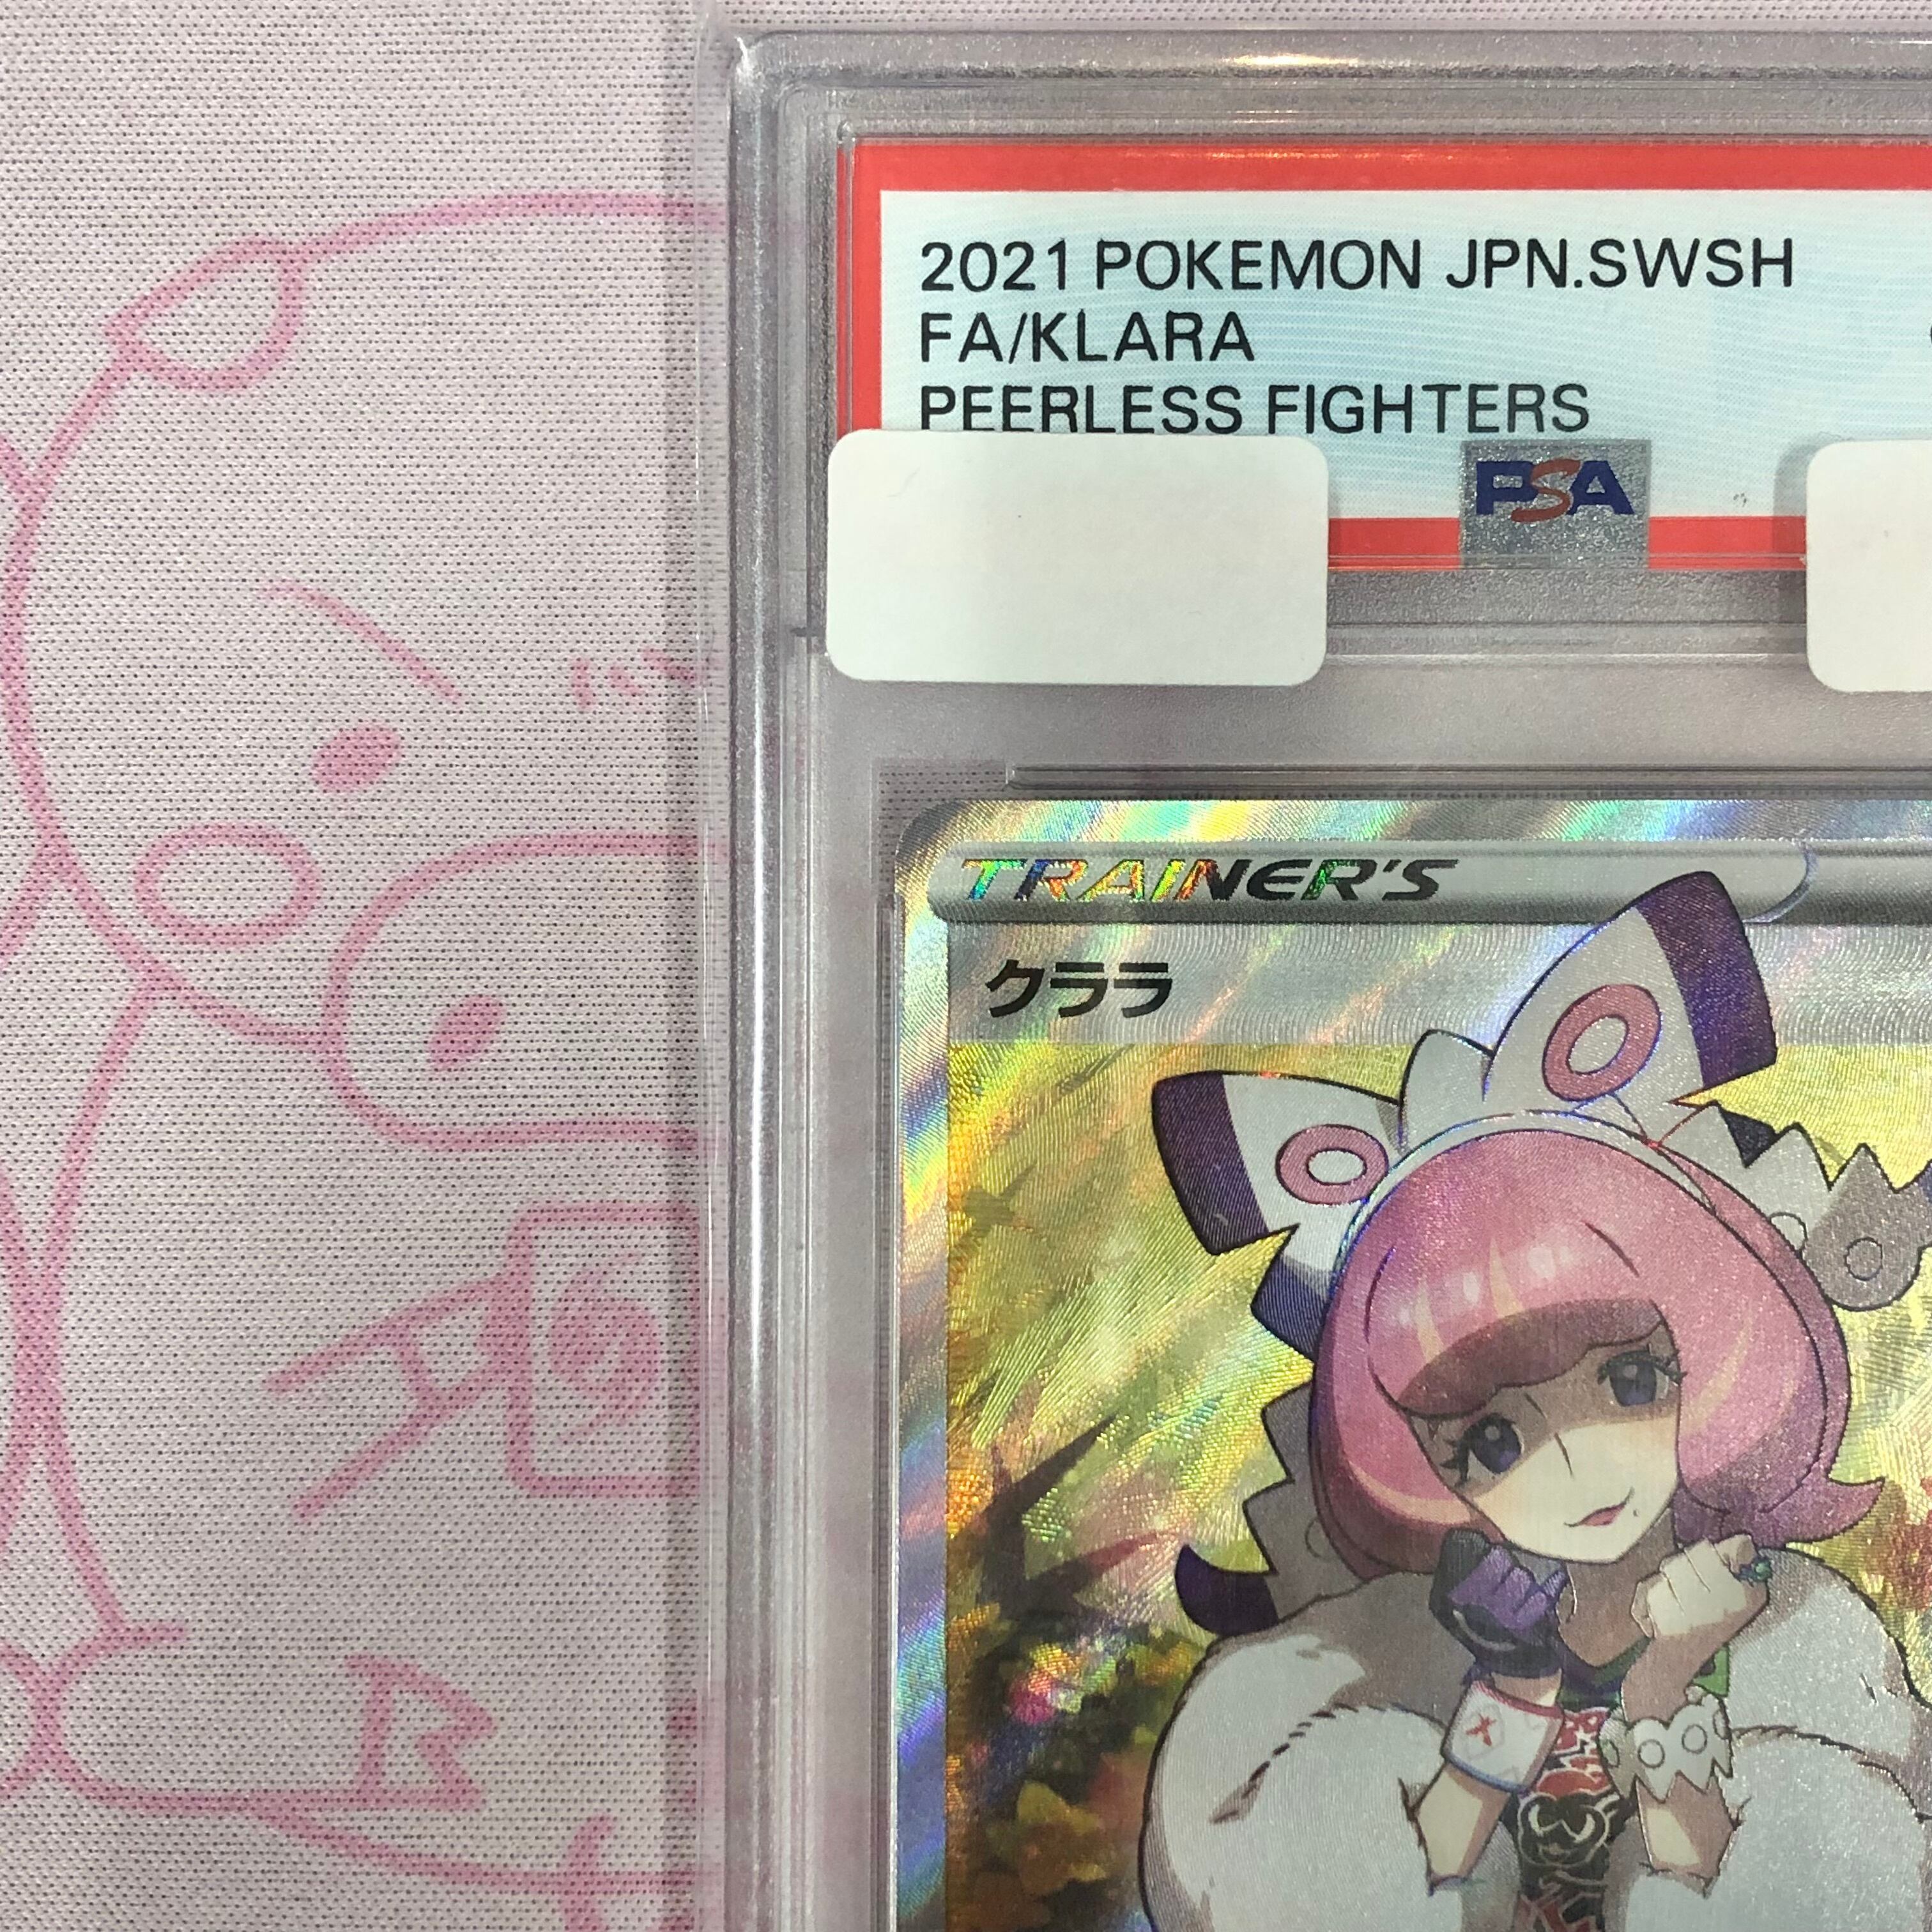 2021 POKEMON JPN.SWSH
FA/KLARA
PEERLESS FIGHTERS
PSA
TRAINER'S
クララ